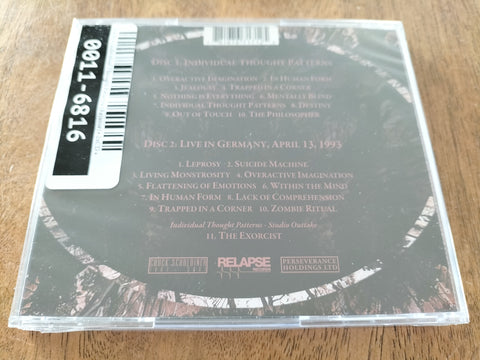 0011-6816
DISC 1: INDIVIDUAL THOUGHT PATTERNS
1. OVERACTIVE IMAGINATION 2. IN HUMAN FORM
3. JEALOUSY 4. TRAPPED IN A CORNER
5. NOTHING IS EVERYTHING 6. MENTALLY BLIND
7. INDIVIDUAL THOUGHT PATTERNS 8. DESTINY
9. OUT OF TOUCH 10. THE PHILOSOPHER
DISC 2: LIVE IN GERMANY, APRIL 13, 1993
1. LEPROSY 2. SUICIDE MACHINE
3. LIVING MONSTROSITY 4. OVERACTIVE IMAGINATION
5. FLATTENING OF EMOTIONS 6. WITHIN THE MIND
7. IN HUMAN FORM 8. LACK OF COMPREHENSION
9. TRAPPED IN A CORNER 10. ZOMBIE RITUAL
Individual Thought Patterns - Studio Outtake
11. THE EXORCIST
CHUCK SCHULDINER
RELAPSE
RECORDS
PERSEVERANCE
HOLDINGS LTD.